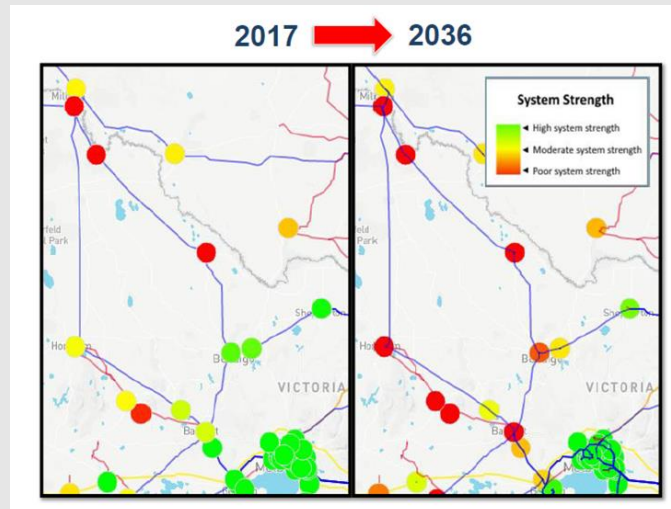 2017 2036
System Strength
High system strength
Moderate system strength
Poor system strength
Park
Park
VICTORIA
VICTORIA